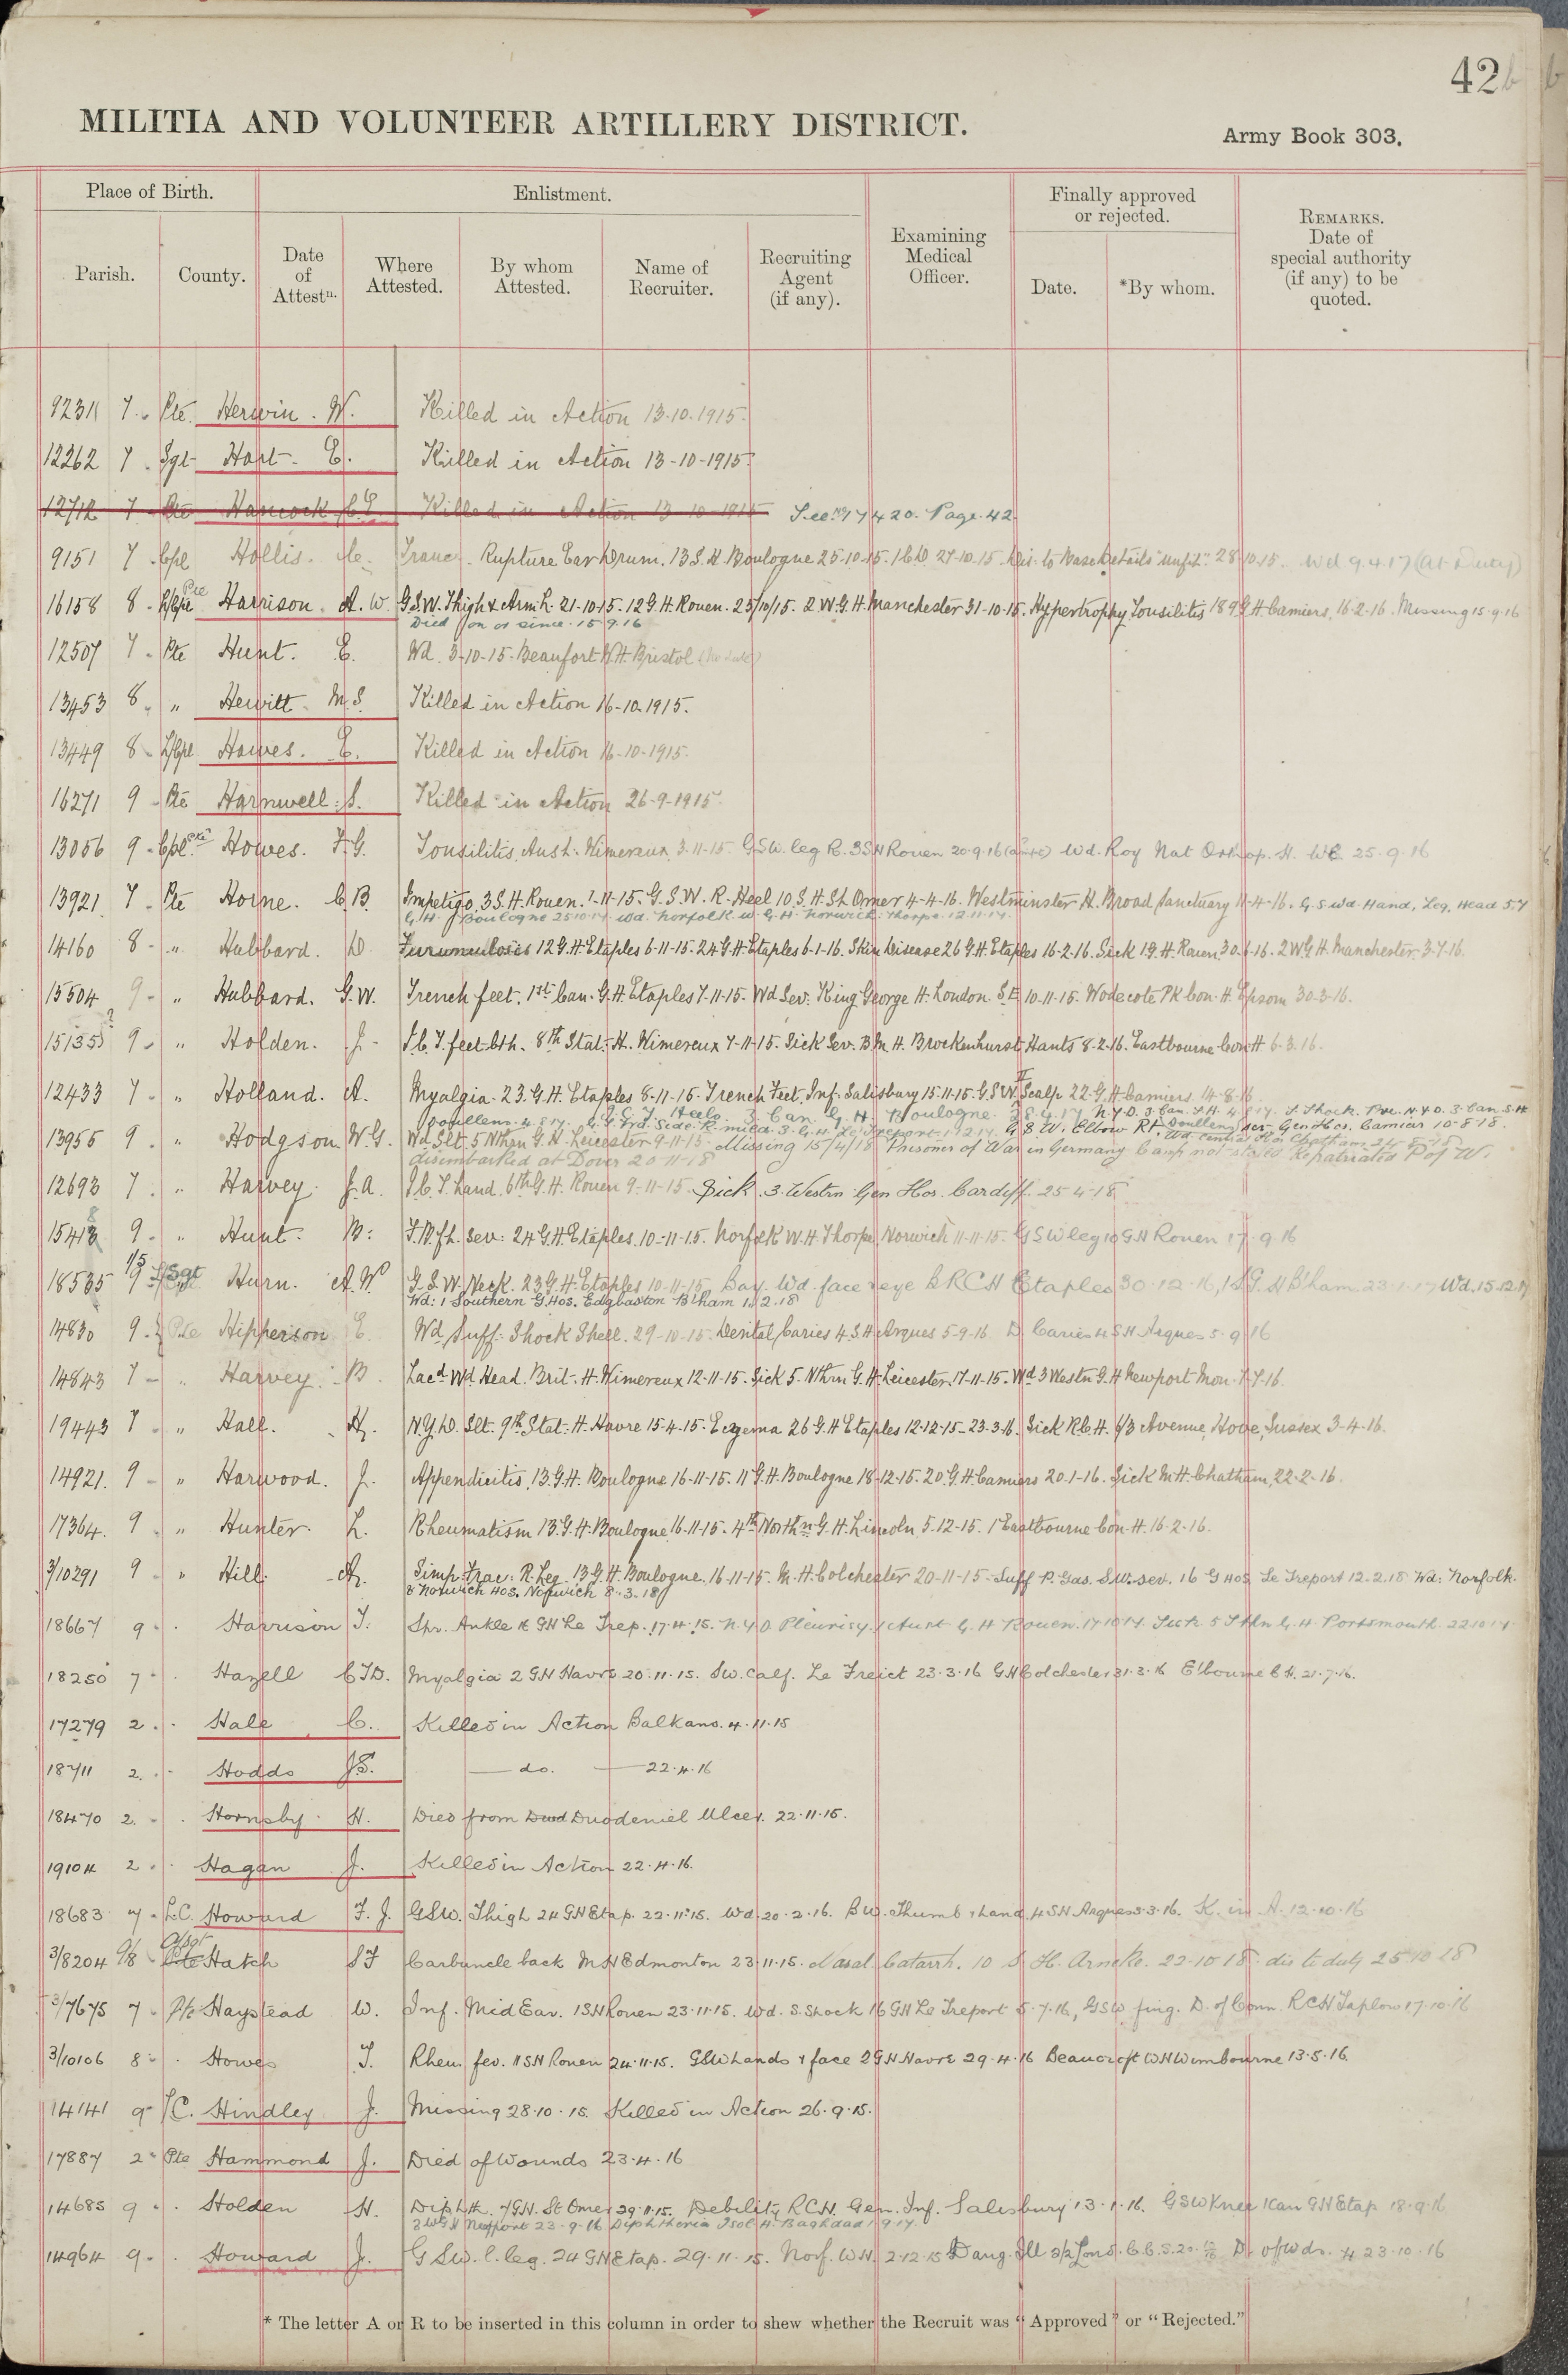 42b
MILITIA AND VOLUNTEER ARTILLERY DISTRICT.
Army Book 303.
Place of Birth.
Enlistment.
Finally approved or rejected.
REMARKS. Date of special authority (if any) to be quoted.
Parish.
County.
Date of Attestn.
Where Attested.
By whom Attested.
Name of Recruiter.
Recruiting Agent (if any).
Examining Medical Officer.
Date.
*By whom.
9231 7 Pte. Herwin. W. Killed in Action 13.10.1915.
12262 7. Sgt Hart. E. Killed in Action 13-10-1915.
12712 7 Pte Hancock C.E. Killed in Action 13-10-1915 See No 17420. Page. 42
9151 7 Cpl Hollis. Rupture Ear Drum. 13 S.H. Boulogne 25-10-15. 1 C.D. 27-10-15. Dis. to Base Details "unfit". 28.10.15. Wd 9.4.17 (At Duty)
16158 8. L/Cpl Pte Harrison. A. W. G.S.W. Thigh & Arm L. 21-10-15. 12 G.H. Rouen. 25/10/15. 2 W.G.H. Manchester 31-10-15. Hypertrophy Tonsilitis 18 G.H. Camiers. 16-2-16. Missing 15-9-16
Died on or since 15.9.16
12507 7. Pte Hunt. E. Wd. 3-10-15. Beaufort W.H. Bristol (No date)
13453 8. " Hewitt. M.S. Killed in Action 16-10-1915.
13449 8. L/Cpl Hawes. E. Killed in Action 16-10-1915.
16271 9. Pte Harnwell. S. Killed in Action 26-9-1915.
13056 9. Cpl Howes. F.G. Tonsilitis. Aust. Wimereux. 3-11-15. GSW. leg R. 3 S H Rouen 20.9.16 Wd. Roy Nat Orthop. H. W.C. 25.9.16
13921 7. Pte Horne. C.B. Impetigo. 3 S.H. Rouen. 7-11-15. G.S.W. R. Heel 10 S.H. St. Omer 4-4-16. Westminster H. Broad Sanctuary 11-4-16. G.S. Wd. Hand, Leg, Head 5.7
G.H. Boulogne 25.10.17 Wd. Norfolk W.G.H. Norwich. Thorpe. 12.11.17.
14160 8. " Hubbard. D. Furunculosis 12 G.H. Etaples 6-11-15. 24 G.H. Etaples 6-1-16. Skin Disease 26 G.H. Etaples 16-2-16. Sick 1 G.H. Rouen. 30.6.16. 2 W.G.H. Manchester. 3.7.16.
15504 9. " Hubbard. G.W. Trench feet. 1st Can. G.H. Etaples 7-11-15. Wd Sev. King George H. London. S.E. 10-11-15. Wodecote Pk Con. H. Epsom 30-3-16.
15135 9. " Holden. J. I.C.T. feet bth. 8th Stat. H. Wimereux 7-11-15. Sick Sev. B.M.H. Brockenhurst Hants 8-2-16. Eastbourne Con H 6.3.16.
12433 7. " Holland. A. Myalgia. 23. G.H. Etaples 8-11-15. Trench Feet. Inf. Salisbury 15-11-15. G.S.W. Scalp 22 G.H. Camiers. 14-8-16
I.C.T. Heels. 3 Can. G.H. Boulogne. 28.4.17 N.Y.D. 3 Can. S.H. S. Shock. N.Y.D. 3. Can. S.H.
13955 9. " Hodgson W.G. Wd. Slt. 5 Nthn G.H. Leicester 9-11-15. Missing 15/4/18 Prisoner of War in Germany Camp not stated Repatriated P of W.
disembarked at Dover 20-11-18
12693 7. " Harvey. J.A. I.C.T. hand. 6th G.H. Rouen 9-11-15. Sick. 3. Westrn Gen Hos. Cardiff. 25 4 18
15418 9. " Hunt. B. sev. 24 G.H. Etaples. 10-11-15. Norfolk W.H Thorpe Norwich 11-11-15. GSW leg 10 G H Rouen 17.9.16
18535 9 L/Sgt Hurn. A.W. G.S.W. Neck. 23 G.H. Etaples 10-11-15. Bay. Wd. face & eye B R C H Etaples 30.12.16, 1 S G H B'ham. 23.1.17 Wd. 15.12.17
Wd: 1 Southern G. Hos. Edgbaston B'ham 1.2.18
14830 9. Pte Hipperson E. Wd. Suff. Shock Shell. 29-10-15. Dental Caries 4 S.H. Arques 5-9-16. D. Caries 4 S H Arques 5.9.16
14843 7 " Harvey. B. Lacd Wd. Head. Brit. H. Wimereux 12-11-15. Sick 5. Nthn G.H. Leicester. 17-11-15. Wd 3 Westn G.H Newport Mon. 7.7.16.
19443 7 " Hall. H. N.Y.D. Slt. 9th Stat: H. Havre 15-4-15. Eczema 26 G.H Etaples 12-12-15 - 23.3.16. Sick R.C.H. 6/3 Avenue, Hove, Sussex 3-4-16.
14921. 9 " Harwood. J. Appendicitis. 13. G.H. Boulogne 16-11-15. 11 G.H. Boulogne 18-12-15. 20 G.H. Camiers 20-1-16. Sick M.H. Chatham. 22-2-16.
17364. 9 " Hunter. L. Rheumatism 13. G.H. Boulogne. 16-11-15. 4th Northn G.H. Lincoln. 5-12-15. 1 Eastbourne Con. H. 16-2-16.
3/10291 9 " Hill. A. Simp. Frac: R. Leg. 13 G.H. Boulogne. 16-11-15. M.H. Colchester 20-11-15. Suff fr Gas. S.W. sev. 16 G Hos Le Treport 12.2.18 Wd: Norfolk.
& Norwich Hos. Norwich 8.3.18
18667 9. Harrison T. Spr. Ankle 16 GH Le Trep. 17.11.15. N.Y.D. Pleurisy. 1 Aust G.H Rouen. 17.10.17. Sick 5 Sthn G.H Portsmouth 22.10.17
18250 7. Hazell C.T.D. Myalgia 2 GH Havre 20.11.15. Sw. calf. Le Freict 23.3.16 G H Colchester 31.3.16 E'bourne C H. 21.7.16.
17279 2. Hale C. Killed in Action Balkans. 4.11.15
18711 2. Hodds J.S. do. 22.4.16
18470 2. Hornsby. H. Died from Dud Duodeniel Ulcer. 22.11.15.
19104 2. Hagan J. Killed in Action 22.4.16.
18683 7. L.C. Howard F.J. GSW. Thigh 24 GH Etap. 22.11.15. Wd. 20.2.16. B W. Thumb & hand 4 SH Arques 3.3.16. K. in A. 12.10.16
3/8204 9/8 A/Sgt Pte Hatch S F Carbuncle back M H Edmonton 23.11.15. Nasal Catarrh. 10 S. H. Arneke. 22.10.18. dis to duty 25.10.18
3/7675 7. Pte Haystead W. Inf. Mid Ear. 1 S H Rouen 23.11.15. Wd. S. Shock 16 GH Le Treport 5.7.16, GSW. fing. D. of Conn. RCH Taplow 17.10.16
3/10106 8. Howes T. Rheu. fev. 11 SH Rouen 24.11.15. GSW hands & face 2 GH Havre 29.4.16 Beaucroft W H Wimbourne 13.5.16.
14141 9. L/C. Hindley J. Missing 28.10.15. Killed in Action 26.9.15.
17887 2. Pte Hammond J. Died of Wounds 23.4.16
14685 9. Holden H. Diphth. 7 GH. St Omer 29.11.15. Debility RCH. Gen. Inf. Salisbury 13.1.16. GSW Knee 1 Can GH Etap 18.9.16
3 W G H Newport 23.9.16 Diphtheria Isol H. Baghdad 1.9.17.
14964 9. Howard J. G S W. l. leg. 24 GH Etap. 29.11.15. Norf. W H. 2.12.15 Dang. Ill 3/2 Lond. C.C.S. 20. D. of Wds. 23.10.16
* The letter A or R to be inserted in this column in order to shew whether the Recruit was “Approved” or “Rejected.”